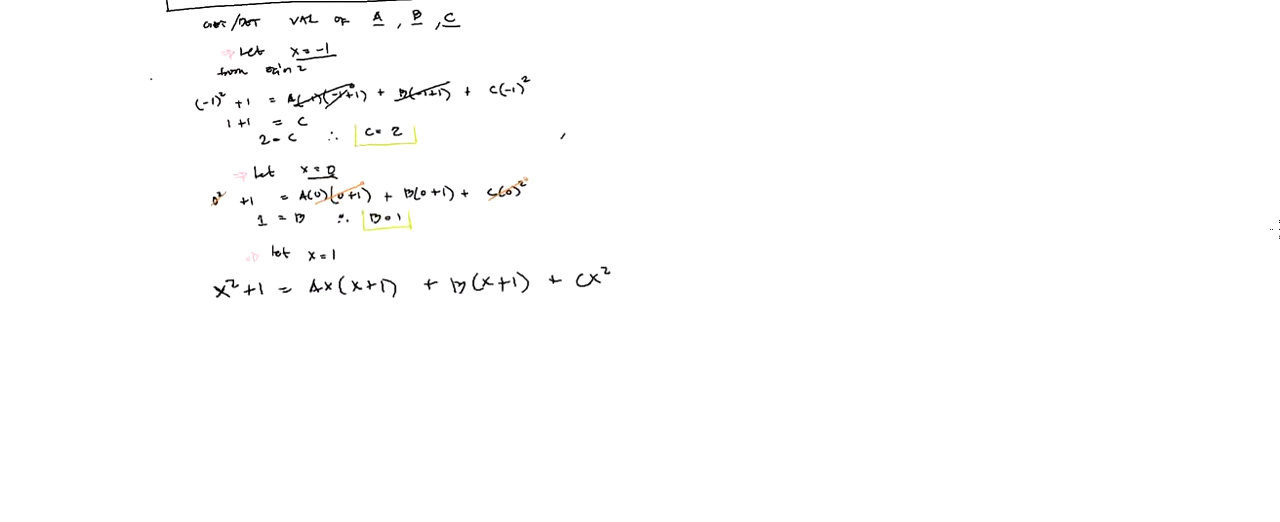 VAL OF A, B, C
⇒ Let x = -1
from eq'n 2
(-1)² + 1 = A(-1)(-1+1) + B(-1+1) + C(-1)²
1+1 = C
2 = C ∴ C = 2
⇒ Let x = 0
0² + 1 = A(0)(0+1) + B(0+1) + C(0)²
1 = B ∴ B = 1
⇒ let x = 1
x² + 1 = Ax(x+1) + B(x+1) + Cx²